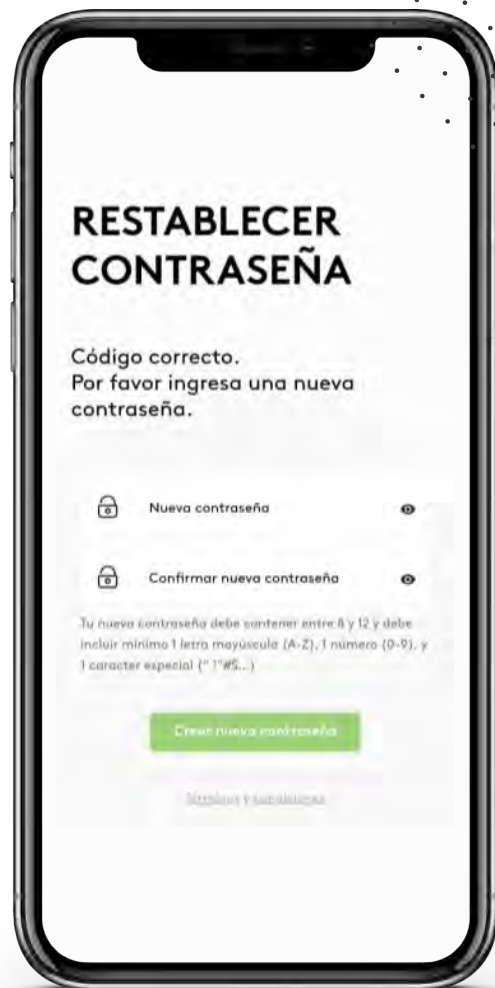 RESTABLECER
CONTRASEÑA
Código correcto.
Por favor ingresa una nueva
contraseña.
Nueva contraseña
Confirmar nueva contraseña
Tu nueva contraseña debe contener entre 8 y 12 y debe
incluir mínimo 1 letra mayúscula (A-Z), 1 número (0-9), y
1 caracter especial (" !"#$...)
Crear nueva contraseña
Términos y condiciones